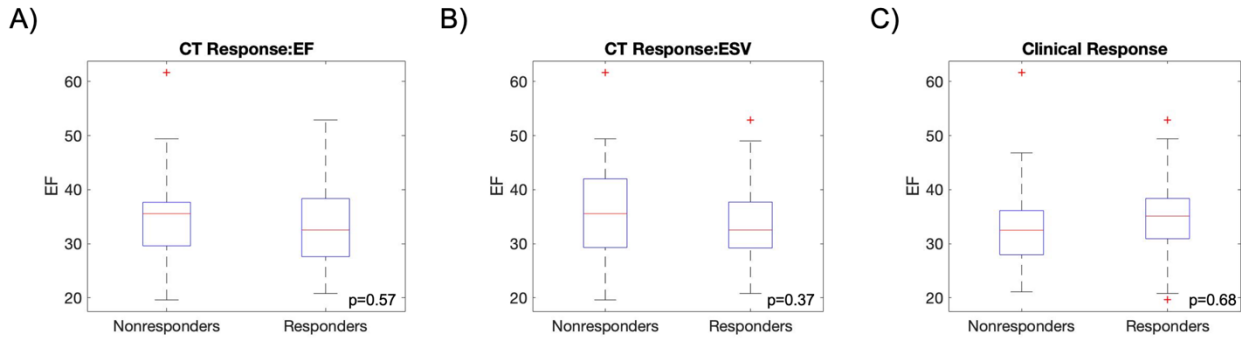 A)
CT Response:EF
EF
60
50
40
30
20
Nonresponders
Responders
p=0.57
B)
CT Response:ESV
EF
60
50
40
30
20
Nonresponders
Responders
p=0.37
C)
Clinical Response
EF
60
50
40
30
20
Nonresponders
Responders
p=0.68